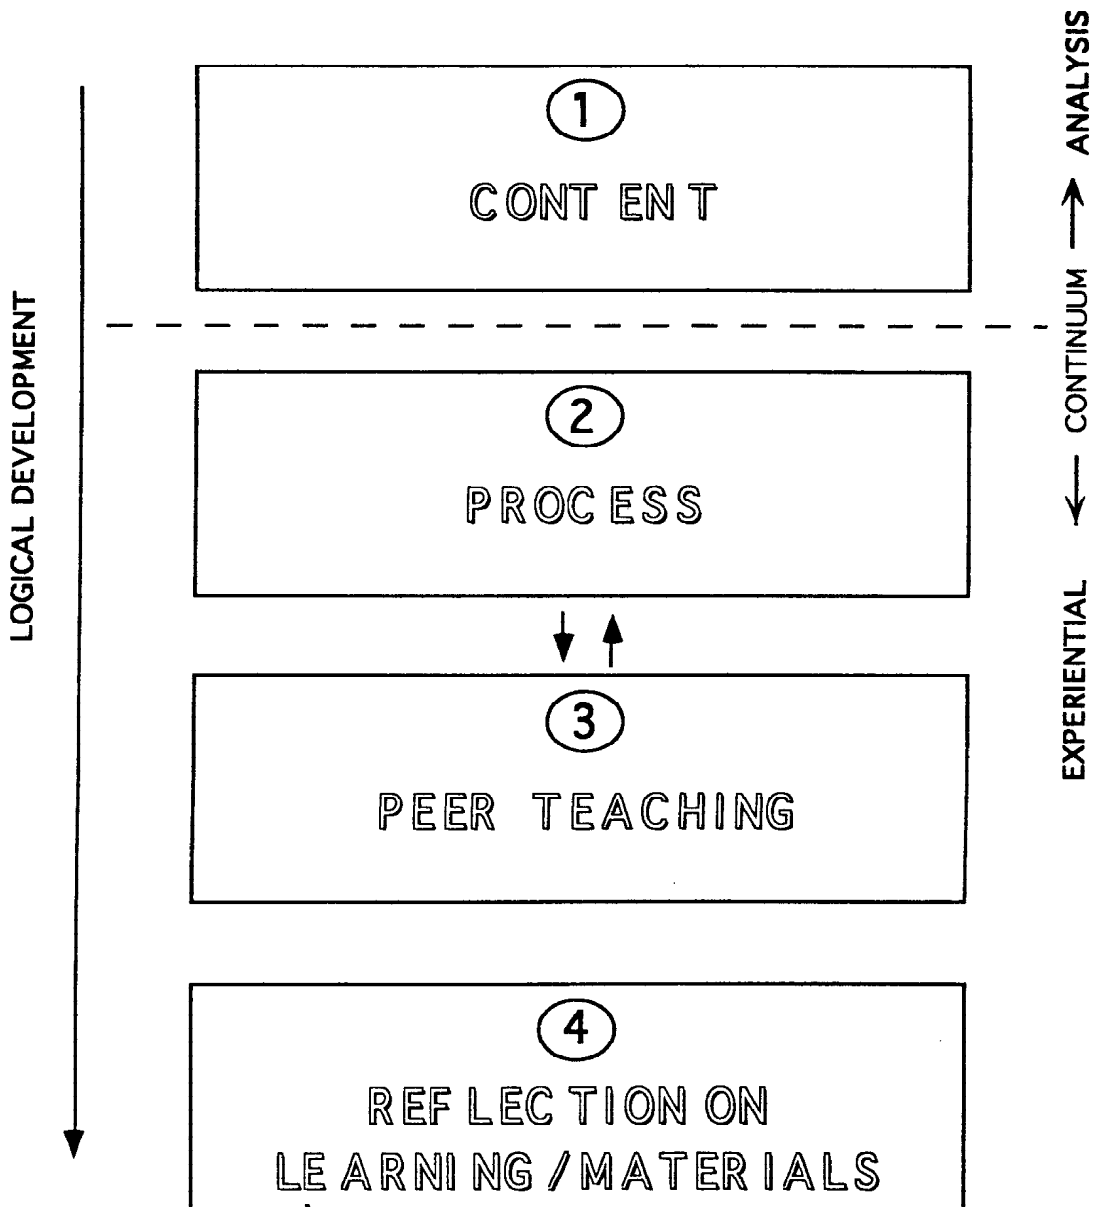 1
CONTENT
2
PROCESS
3
PEER TEACHING
4
REFLECTION ON
LEARNING/MATERIALS
LOGICAL DEVELOPMENT
EXPERIENTIAL ← CONTINUUM → ANALYSIS